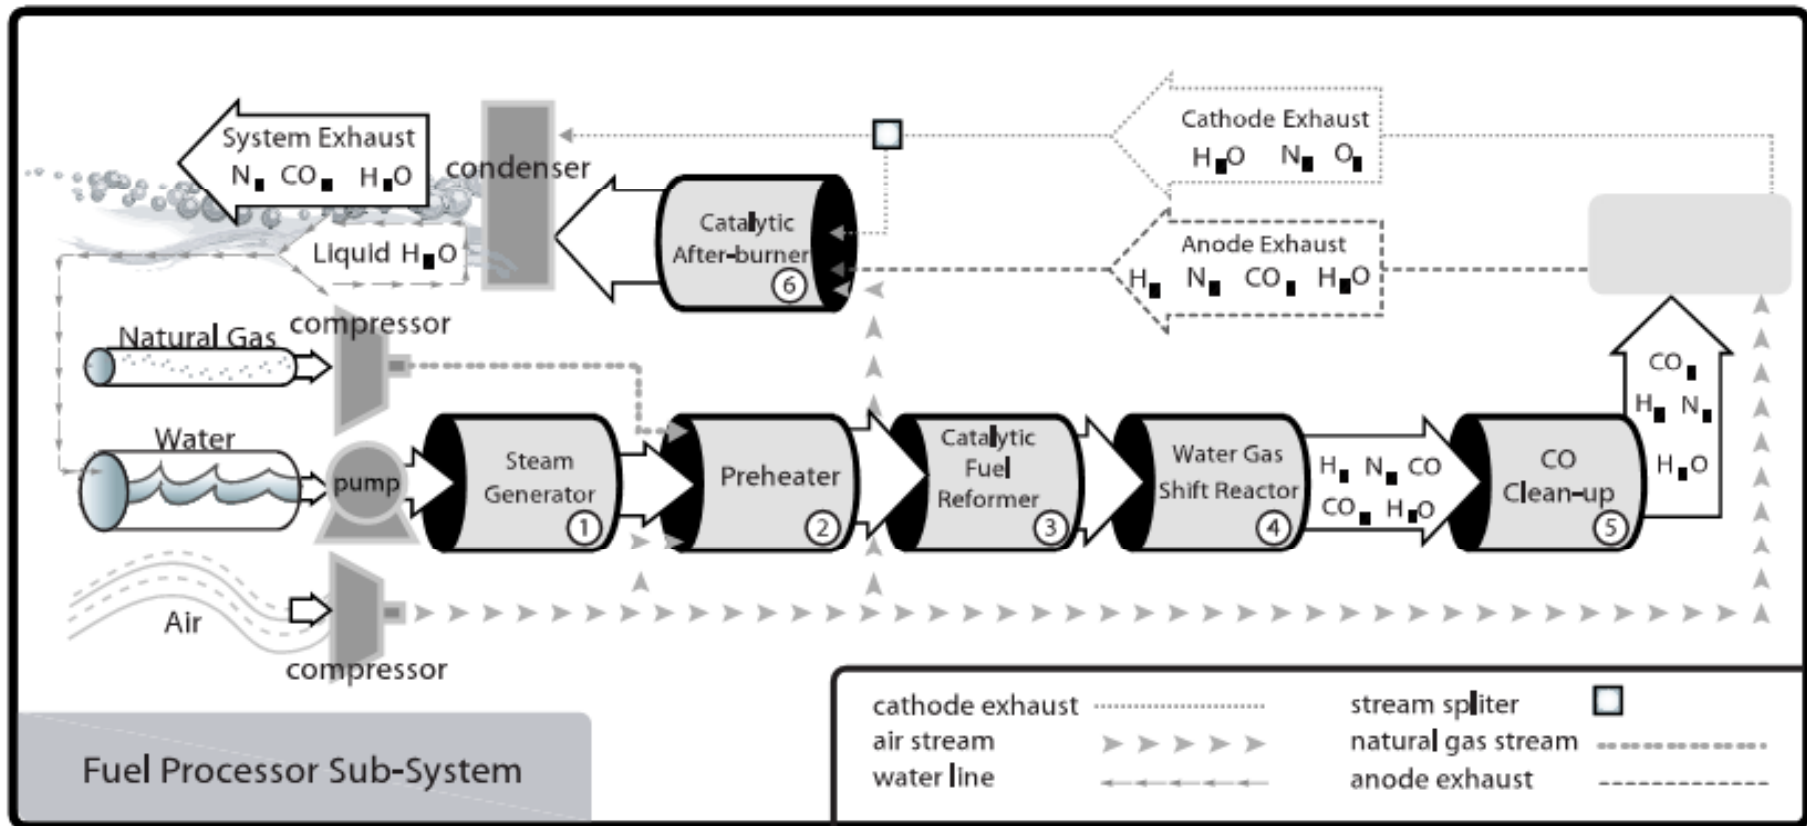 Cathode Exhaust
H■O N■ O■
System Exhaust
N■ CO■ H■O
condenser
Catalytic
After-burner
6
Anode Exhaust
H■ N■ CO■ H■O
Liquid H■O
compressor
Natural Gas
CO■
H■ N■
H■O
Water
pump
Steam
Generator
1
Preheater
2
Catalytic
Fuel
Reformer
3
Water Gas
Shift Reactor
4
H■ N■ CO
CO■ H■O
CO
Clean-up
5
Air
compressor
Fuel Processor Sub-System
cathode exhaust
air stream
water line
stream spliter
natural gas stream
anode exhaust